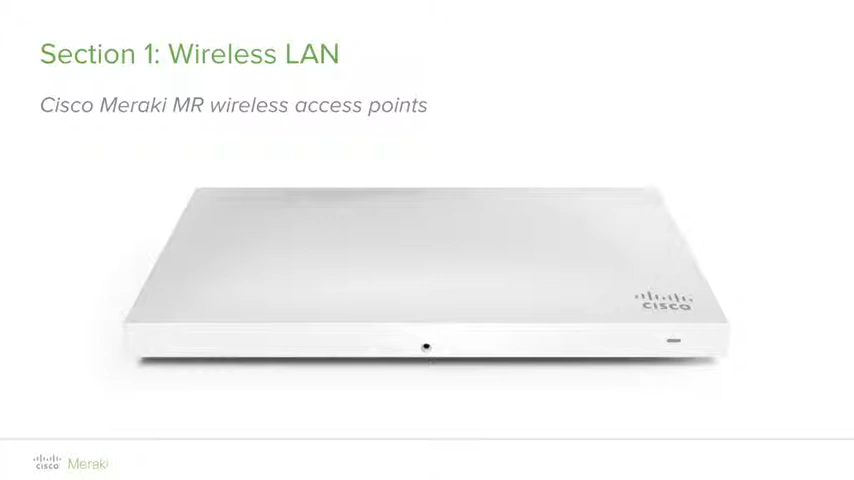 Section 1: Wireless LAN
Cisco Meraki MR wireless access points
cisco
cisco Meraki